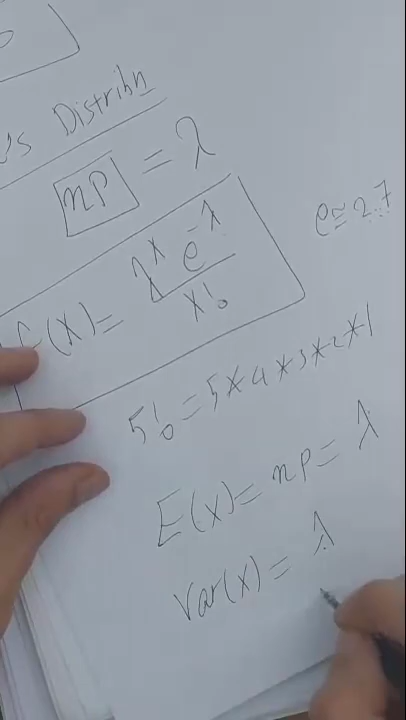 's Distribn
nP = λ
e ≅ 2.7
f(x) = λ^x e^-λ / x!
5! = 5*4*3*2*1
E(x) = np = λ
Var(x) = λ